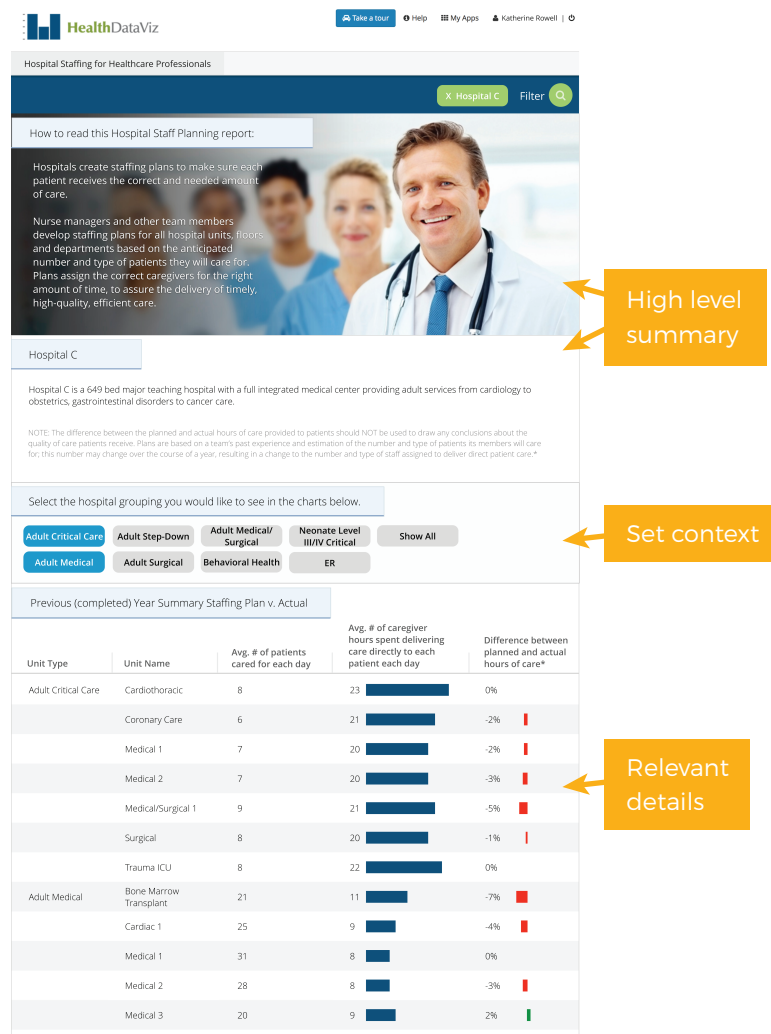 HealthDataViz
Take a tour
Help
My Apps
Katherine Rowell |
Hospital Staffing for Healthcare Professionals
X Hospital C
Filter
How to read this Hospital Staff Planning report:
Hospitals create staffing plans to make sure each
patient receives the correct and needed amount
of care.
Nurse managers and other team members
develop staffing plans for all hospital units, floors
and departments based on the anticipated
number and type of patients they will care for.
Plans assign the correct caregivers for the right
amount of time, to assure the delivery of timely,
high-quality, efficient care.
High level
summary
Hospital C
Hospital C is a 649 bed major teaching hospital with a full integrated medical center providing adult services from cardiology to
obstetrics, gastrointestinal disorders to cancer care.
NOTE: The difference between the planned and actual hours of care provided to patients should NOT be used to draw any conclusions about the
quality of care patients receive. Plans are based on a team's past experience and estimation of the number and type of patients its members will care
for; this number may change over the course of a year, resulting in a change to the number and type of staff assigned to deliver direct patient care.*
Select the hospital grouping you would like to see in the charts below.
Adult Critical Care
Adult Step-Down
Adult Medical/
Surgical
Neonate Level
III/IV Critical
Show All
Adult Medical
Adult Surgical
Behavioral Health
ER
Set context
Previous (completed) Year Summary Staffing Plan v. Actual
Unit Type
Unit Name
Avg. # of patients
cared for each day
Avg. # of caregiver
hours spent delivering
care directly to each
patient each day
Difference between
planned and actual
hours of care*
Adult Critical Care Cardiothoracic 8 23 0%
Coronary Care 6 21 -2%
Medical 1 7 20 -2%
Medical 2 7 20 -3%
Medical/Surgical 1 9 21 -5%
Surgical 8 20 -1%
Trauma ICU 8 22 0%
Adult Medical Bone Marrow
Transplant 21 11 -7%
Cardiac 1 25 9 -4%
Medical 1 31 8 0%
Medical 2 28 8 -3%
Medical 3 20 9 2%
Relevant
details